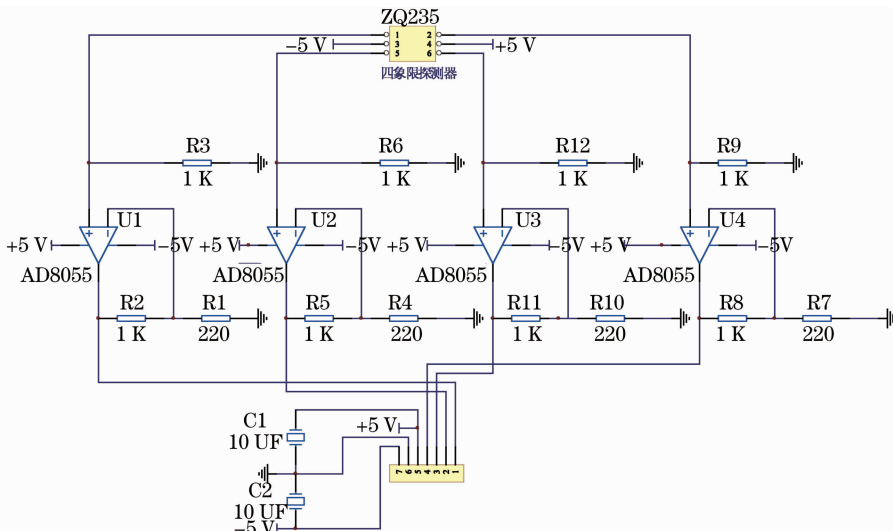 ZQ235
1 2
−5 V 3 4 +5 V
5 6
四象限探测器
R3 R6 R12 R9
1 K 1 K 1 K 1 K
U1 U2 U3 U4
+ − + − + − + −
+5 V −5V +5 V −5V +5 V −5V +5 V −5V
AD8055 AD8055 AD8055 AD8055
R2 R1 R5 R4 R11 R10 R8 R7
1 K 220 1 K 220 1 K 220 1 K 220
C1
+5 V
10 UF
7 6 5 4 3 2 1
C2
10 UF
−5 V